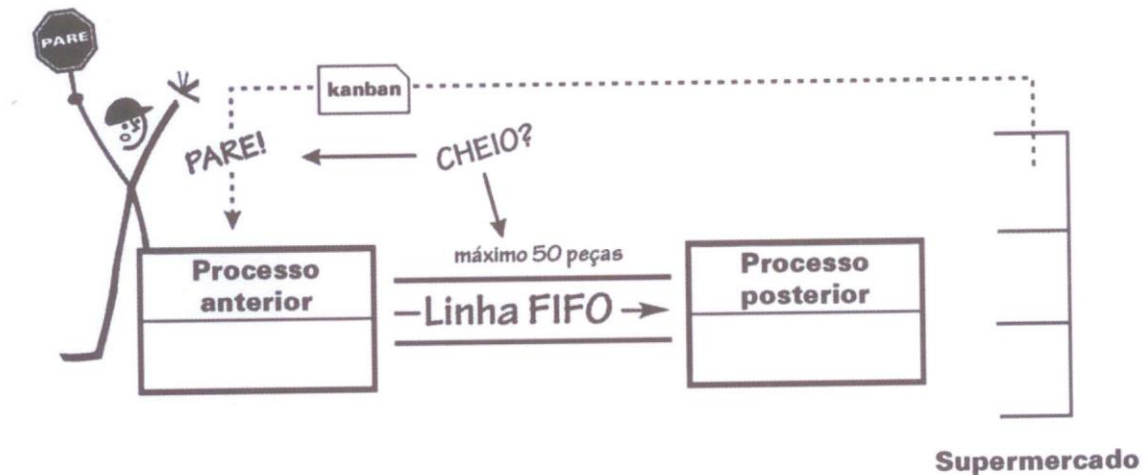 PARE
kanban
PARE!
CHEIO?
máximo 50 peças
Processo
anterior
Linha FIFO
Processo
posterior
Supermercado